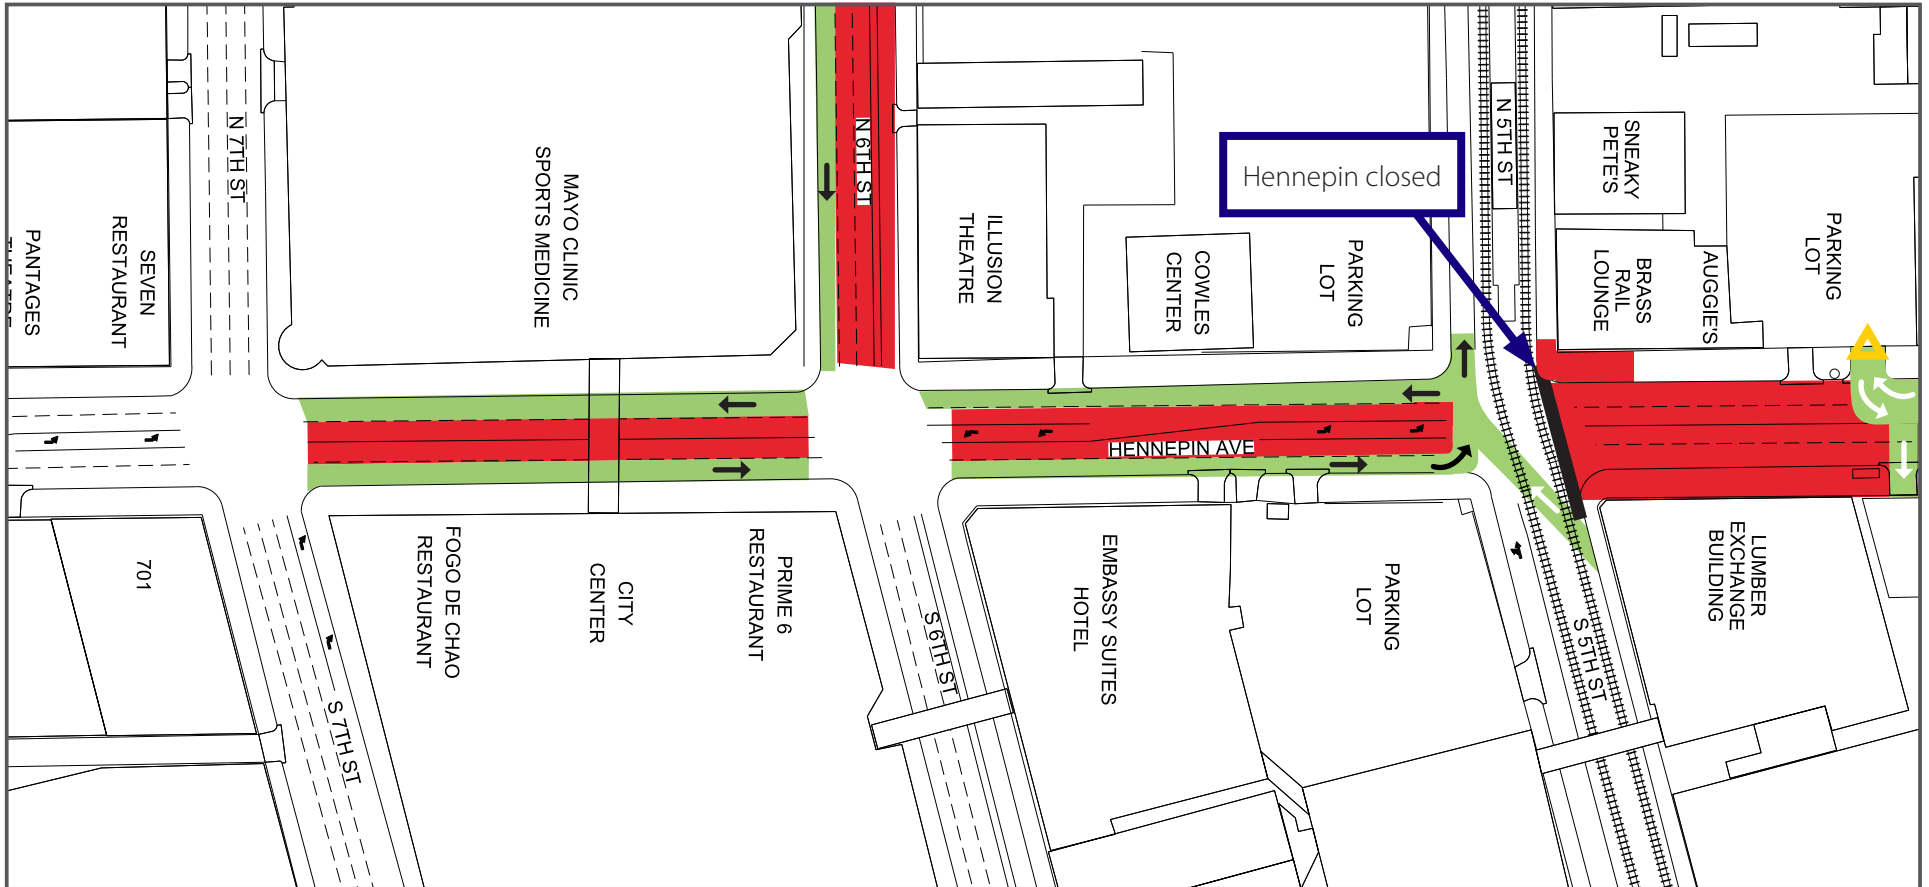 N 7TH ST
PANTAGES
SEVEN
RESTAURANT
MAYO CLINIC
SPORTS MEDICINE
N 6TH ST
ILLUSION
THEATRE
COWLES
CENTER
PARKING
LOT
Hennepin closed
N 5TH ST
SNEAKY
PETE'S
BRASS
RAIL
LOUNGE
AUGGIE'S
PARKING
LOT
HENNEPIN AVE
701
S 7TH ST
FOGO DE CHAO
RESTAURANT
CITY
CENTER
PRIME 6
RESTAURANT
S 6TH ST
EMBASSY SUITES
HOTEL
PARKING
LOT
S 5TH ST
LUMBER
EXCHANGE
BUILDING